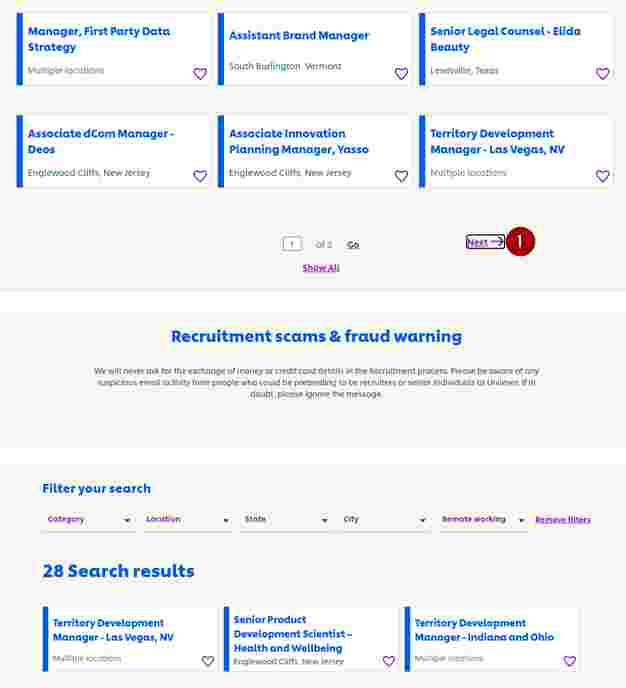 Manager, First Party Data
Strategy
Multiple locations
Assistant Brand Manager
South Burlington, Vermont
Senior Legal Counsel - Elida
Beauty
Lewisville, Texas
Associate dCom Manager -
Deos
Englewood Cliffs, New Jersey
Associate Innovation
Planning Manager, Yasso
Englewood Cliffs, New Jersey
Territory Development
Manager - Las Vegas, NV
Multiple locations
1 of 2 Go
Next → 1
Show All
Recruitment scams & fraud warning
We will never ask for the exchange of money or credit card details in the Recruitment process. Please be aware of any
suspicious email activity from people who could be pretending to be recruiters or senior individuals at Unilever. If in
doubt, please ignore the message.
Filter your search
Category Location State City Remote working Remove filters
28 Search results
Territory Development
Manager - Las Vegas, NV
Multiple locations
Senior Product
Development Scientist –
Health and Wellbeing
Englewood Cliffs, New Jersey
Territory Development
Manager - Indiana and Ohio
Multiple locations